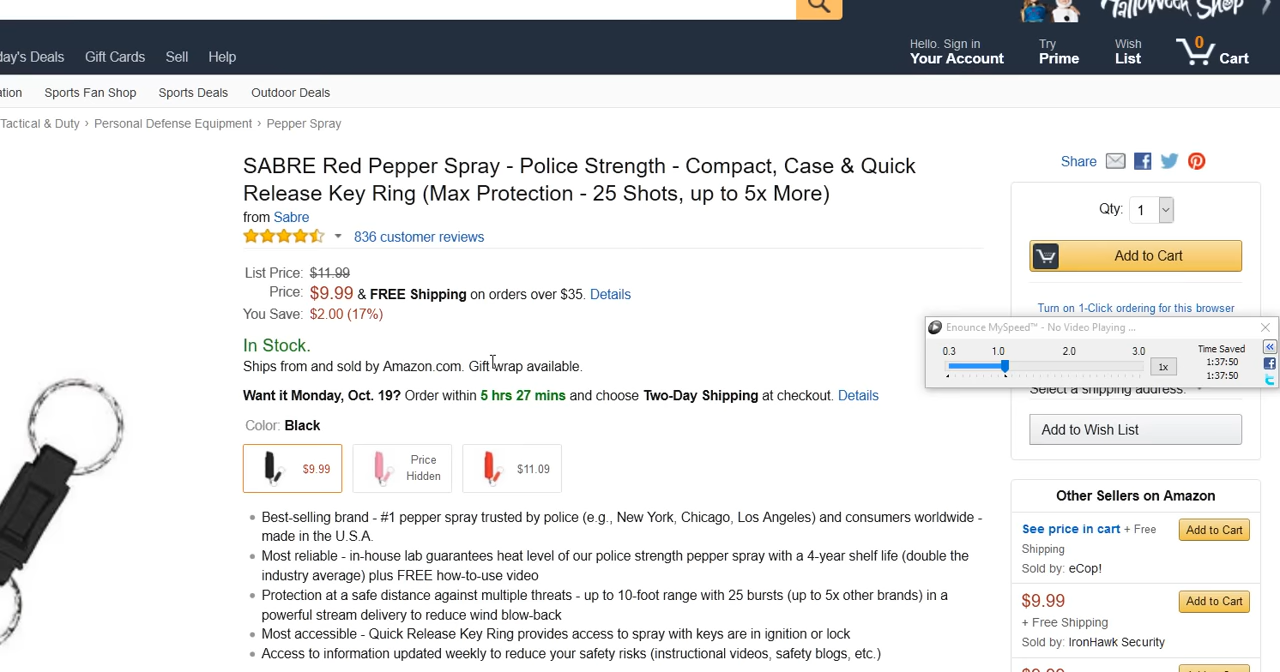 Halloween Shop
ay's Deals Gift Cards Sell Help
Hello. Sign in
Your Account
Try
Prime
Wish
List
0
Cart
ation Sports Fan Shop Sports Deals Outdoor Deals
Tactical & Duty › Personal Defense Equipment › Pepper Spray
SABRE Red Pepper Spray - Police Strength - Compact, Case & Quick
Release Key Ring (Max Protection - 25 Shots, up to 5x More)
from Sabre
836 customer reviews
List Price: $11.99
Price: $9.99 & FREE Shipping on orders over $35. Details
You Save: $2.00 (17%)
In Stock.
Ships from and sold by Amazon.com. Gift wrap available.
Want it Monday, Oct. 19? Order within 5 hrs 27 mins and choose Two-Day Shipping at checkout. Details
Color: Black
$9.99
Price
Hidden
$11.09
• Best-selling brand - #1 pepper spray trusted by police (e.g., New York, Chicago, Los Angeles) and consumers worldwide -
made in the U.S.A.
• Most reliable - in-house lab guarantees heat level of our police strength pepper spray with a 4-year shelf life (double the
industry average) plus FREE how-to-use video
• Protection at a safe distance against multiple threats - up to 10-foot range with 25 bursts (up to 5x other brands) in a
powerful stream delivery to reduce wind blow-back
• Most accessible - Quick Release Key Ring provides access to spray with keys are in ignition or lock
• Access to information updated weekly to reduce your safety risks (instructional videos, safety blogs, etc.)
Share
Qty: 1
Add to Cart
Turn on 1-Click ordering for this browser
Enounce MySpeed™ - No Video Playing ...
0.3 1.0 2.0 3.0
1x
Time Saved
1:37:50
1:37:50
Select a shipping address:
Add to Wish List
Other Sellers on Amazon
See price in cart + Free
Shipping
Sold by: eCop!
Add to Cart
$9.99
+ Free Shipping
Sold by: IronHawk Security
Add to Cart
$9.99
Add to Cart